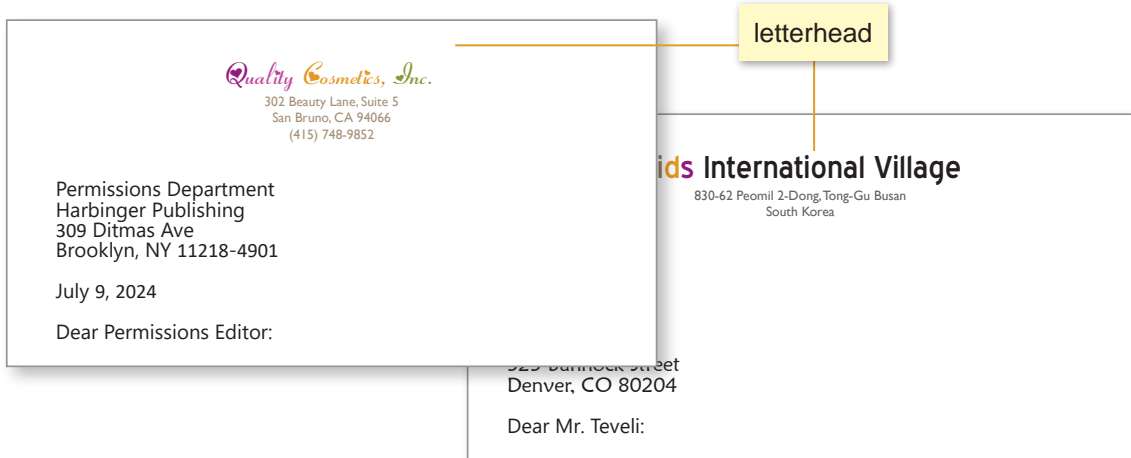 letterhead
Quality Cosmetics, Inc.
302 Beauty Lane, Suite 5
San Bruno, CA 94066
(415) 748-9852
Permissions Department
Harbinger Publishing
309 Ditmas Ave
Brooklyn, NY 11218-4901
July 9, 2024
Dear Permissions Editor:
ids International Village
830-62 Peomil 2-Dong, Tong-Gu Busan
South Korea
Street
Denver, CO 80204
Dear Mr. Teveli: